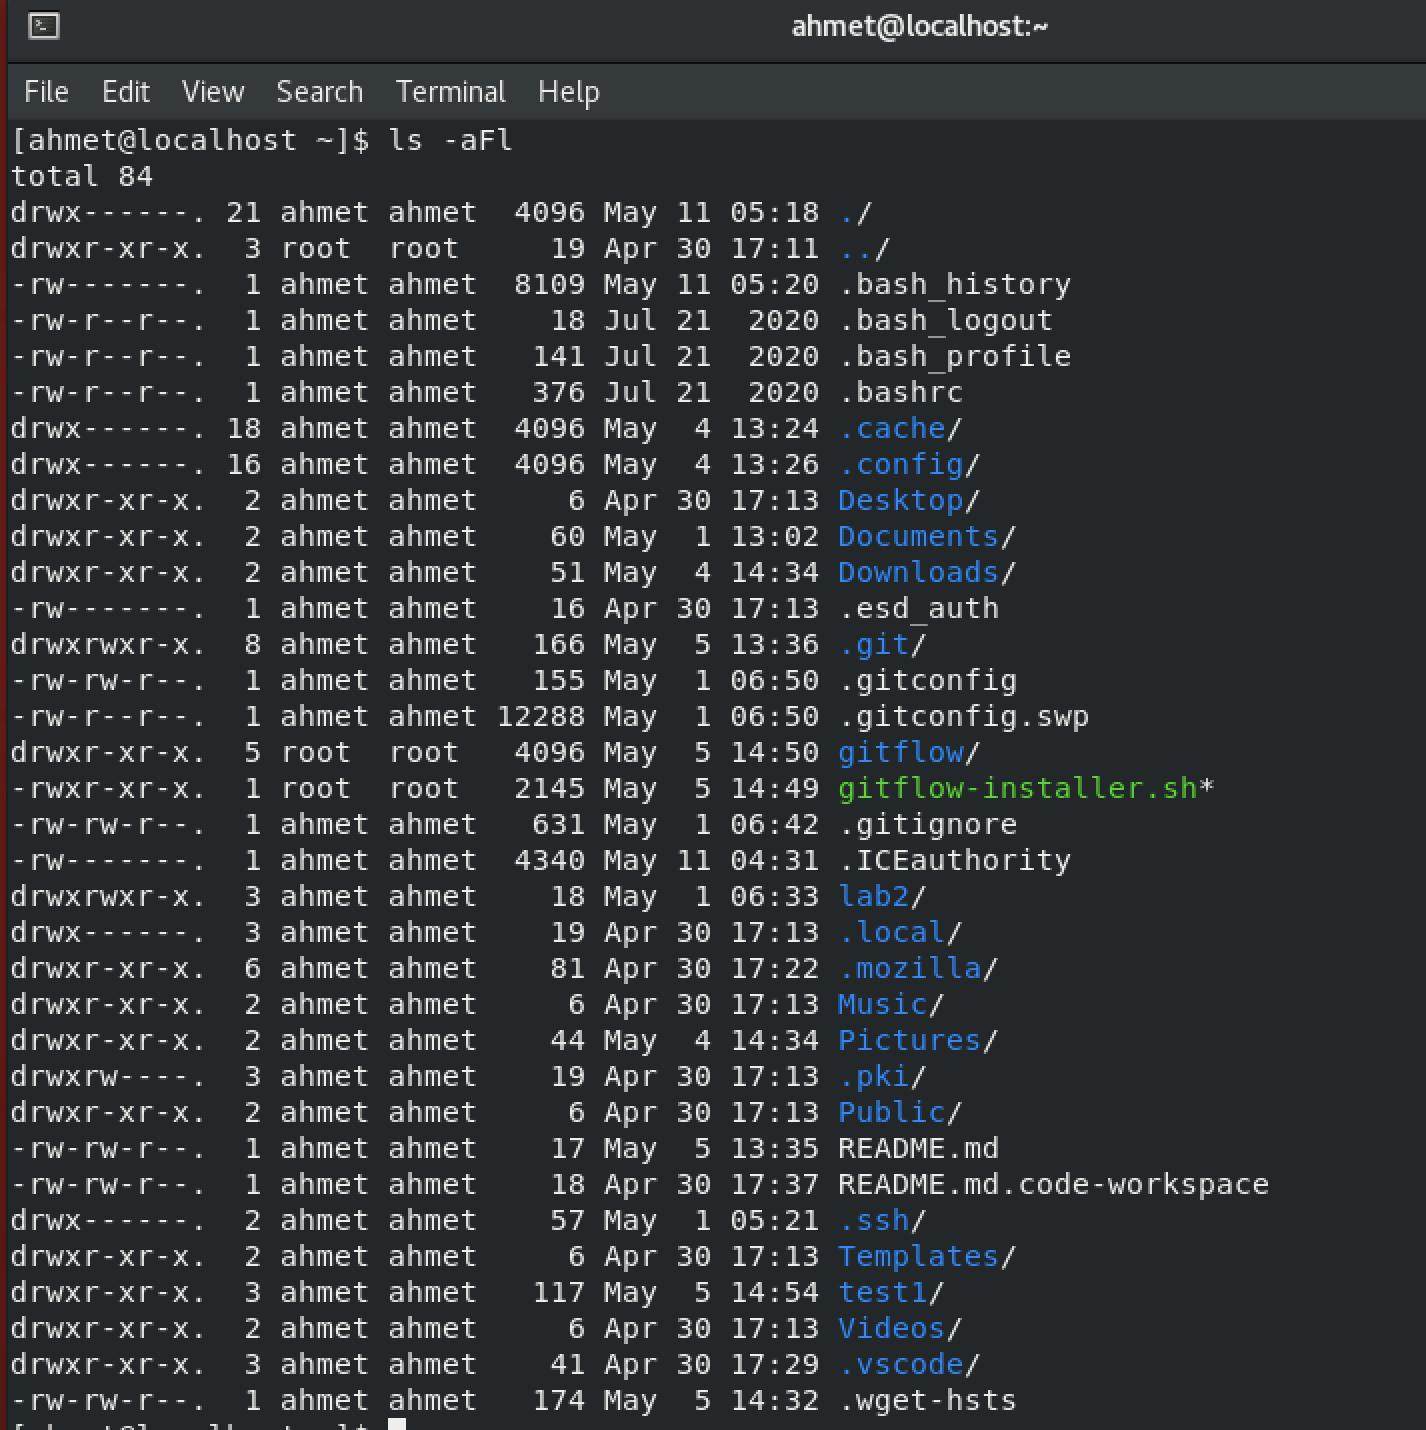 ahmet@localhost:~
File Edit View Search Terminal Help
[ahmet@localhost ~]$ ls -aFl
total 84
drwx------. 21 ahmet ahmet  4096 May 11 05:18 ./
drwxr-xr-x.  3 root  root     19 Apr 30 17:11 ../
-rw-------.  1 ahmet ahmet  8109 May 11 05:20 .bash_history
-rw-r--r--.  1 ahmet ahmet    18 Jul 21  2020 .bash_logout
-rw-r--r--.  1 ahmet ahmet   141 Jul 21  2020 .bash_profile
-rw-r--r--.  1 ahmet ahmet   376 Jul 21  2020 .bashrc
drwx------. 18 ahmet ahmet  4096 May  4 13:24 .cache/
drwx------. 16 ahmet ahmet  4096 May  4 13:26 .config/
drwxr-xr-x.  2 ahmet ahmet     6 Apr 30 17:13 Desktop/
drwxr-xr-x.  2 ahmet ahmet    60 May  1 13:02 Documents/
drwxr-xr-x.  2 ahmet ahmet    51 May  4 14:34 Downloads/
-rw-------.  1 ahmet ahmet    16 Apr 30 17:13 .esd_auth
drwxrwxr-x.  8 ahmet ahmet   166 May  5 13:36 .git/
-rw-rw-r--.  1 ahmet ahmet   155 May  1 06:50 .gitconfig
-rw-r--r--.  1 ahmet ahmet 12288 May  1 06:50 .gitconfig.swp
drwxr-xr-x.  5 root  root   4096 May  5 14:50 gitflow/
-rwxr-xr-x.  1 root  root   2145 May  5 14:49 gitflow-installer.sh*
-rw-rw-r--.  1 ahmet ahmet   631 May  1 06:42 .gitignore
-rw-------.  1 ahmet ahmet  4340 May 11 04:31 .ICEauthority
drwxrwxr-x.  3 ahmet ahmet    18 May  1 06:33 lab2/
drwx------.  3 ahmet ahmet    19 Apr 30 17:13 .local/
drwxr-xr-x.  6 ahmet ahmet    81 Apr 30 17:22 .mozilla/
drwxr-xr-x.  2 ahmet ahmet     6 Apr 30 17:13 Music/
drwxr-xr-x.  2 ahmet ahmet    44 May  4 14:34 Pictures/
drwxrw----.  3 ahmet ahmet    19 Apr 30 17:13 .pki/
drwxr-xr-x.  2 ahmet ahmet     6 Apr 30 17:13 Public/
-rw-rw-r--.  1 ahmet ahmet    17 May  5 13:35 README.md
-rw-rw-r--.  1 ahmet ahmet    18 Apr 30 17:37 README.md.code-workspace
drwx------.  2 ahmet ahmet    57 May  1 05:21 .ssh/
drwxr-xr-x.  2 ahmet ahmet     6 Apr 30 17:13 Templates/
drwxr-xr-x.  3 ahmet ahmet   117 May  5 14:54 test1/
drwxr-xr-x.  2 ahmet ahmet     6 Apr 30 17:13 Videos/
drwxr-xr-x.  3 ahmet ahmet    41 Apr 30 17:29 .vscode/
-rw-rw-r--.  1 ahmet ahmet   174 May  5 14:32 .wget-hsts